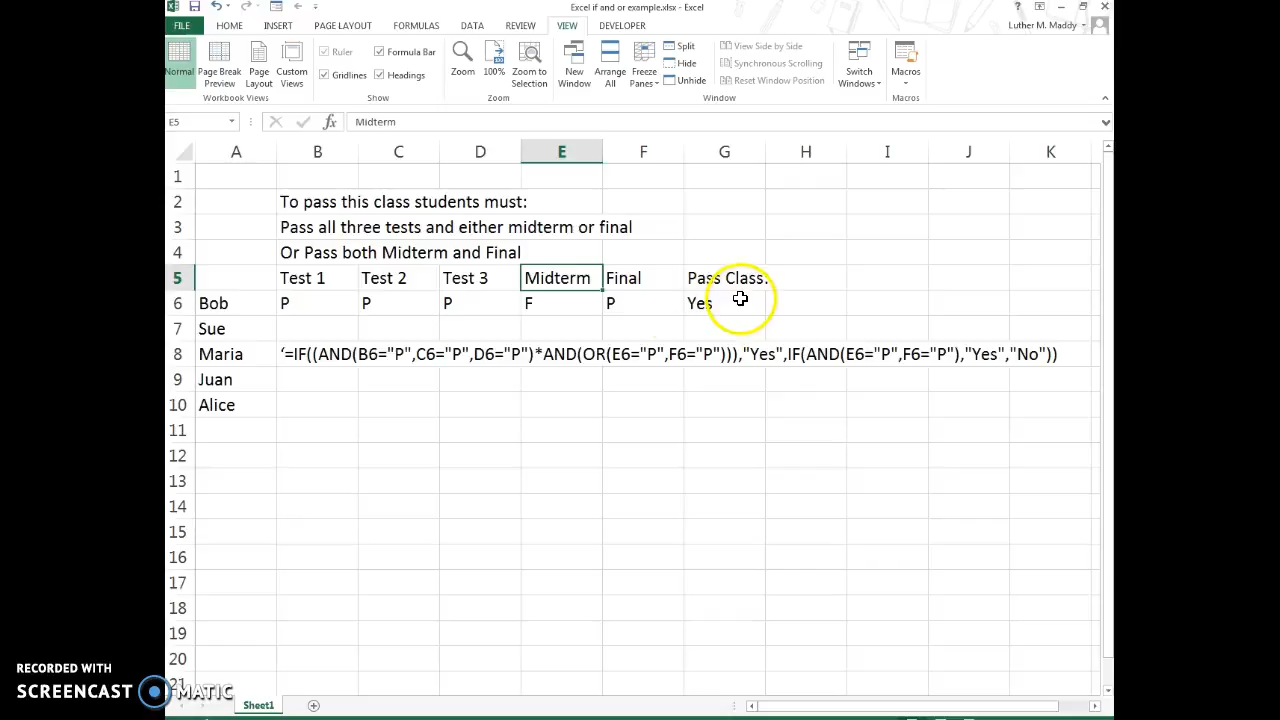 Excel if and or example.xlsx - Excel
FILE HOME INSERT PAGE LAYOUT FORMULAS DATA REVIEW VIEW DEVELOPER Luther M. Maddy
Normal Page Break Preview Page Layout Custom Views
Ruler Formula Bar
Gridlines Headings
Zoom 100% Zoom to Selection
New Window Arrange All Freeze Panes
Split
Hide
Unhide
View Side by Side
Synchronous Scrolling
Reset Window Position
Switch Windows Macros
Workbook Views Show Zoom Window Macros
E5 fx Midterm
A B C D E F G H I J K
1
2 To pass this class students must:
3 Pass all three tests and either midterm or final
4 Or Pass both Midterm and Final
5 Test 1 Test 2 Test 3 Midterm Final Pass Class.
6 Bob P P P F P Yes
7 Sue
8 Maria ‘=IF((AND(B6="P",C6="P",D6="P")*AND(OR(E6="P",F6="P"))),"Yes",IF(AND(E6="P",F6="P"),"Yes","No"))
9 Juan
10 Alice
11
12
13
14
15
16
17
18
19
20
21
Sheet1
RECORDED WITH
SCREENCAST MATIC